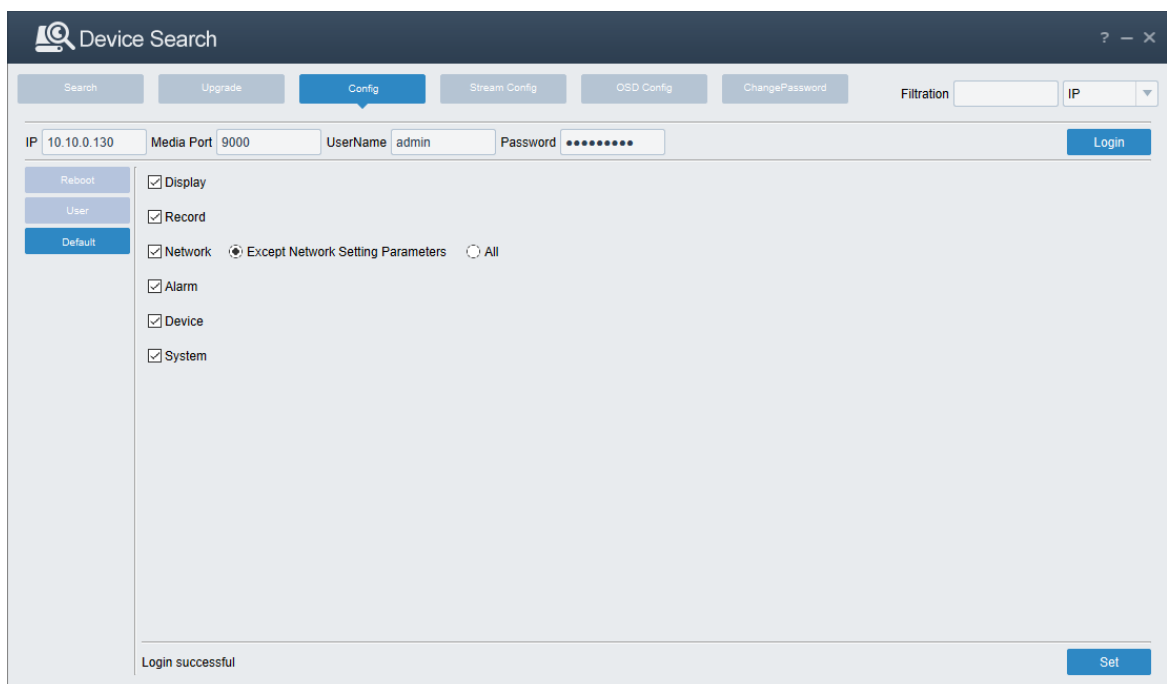 Device Search ? – ×
Search Upgrade Config Stream Config OSD Config ChangePassword Filtration IP
IP 10.10.0.130 Media Port 9000 UserName admin Password ●●●●●●●●● Login
Reboot
User
Default
Display
Record
Network Except Network Setting Parameters All
Alarm
Device
System
Login successful Set